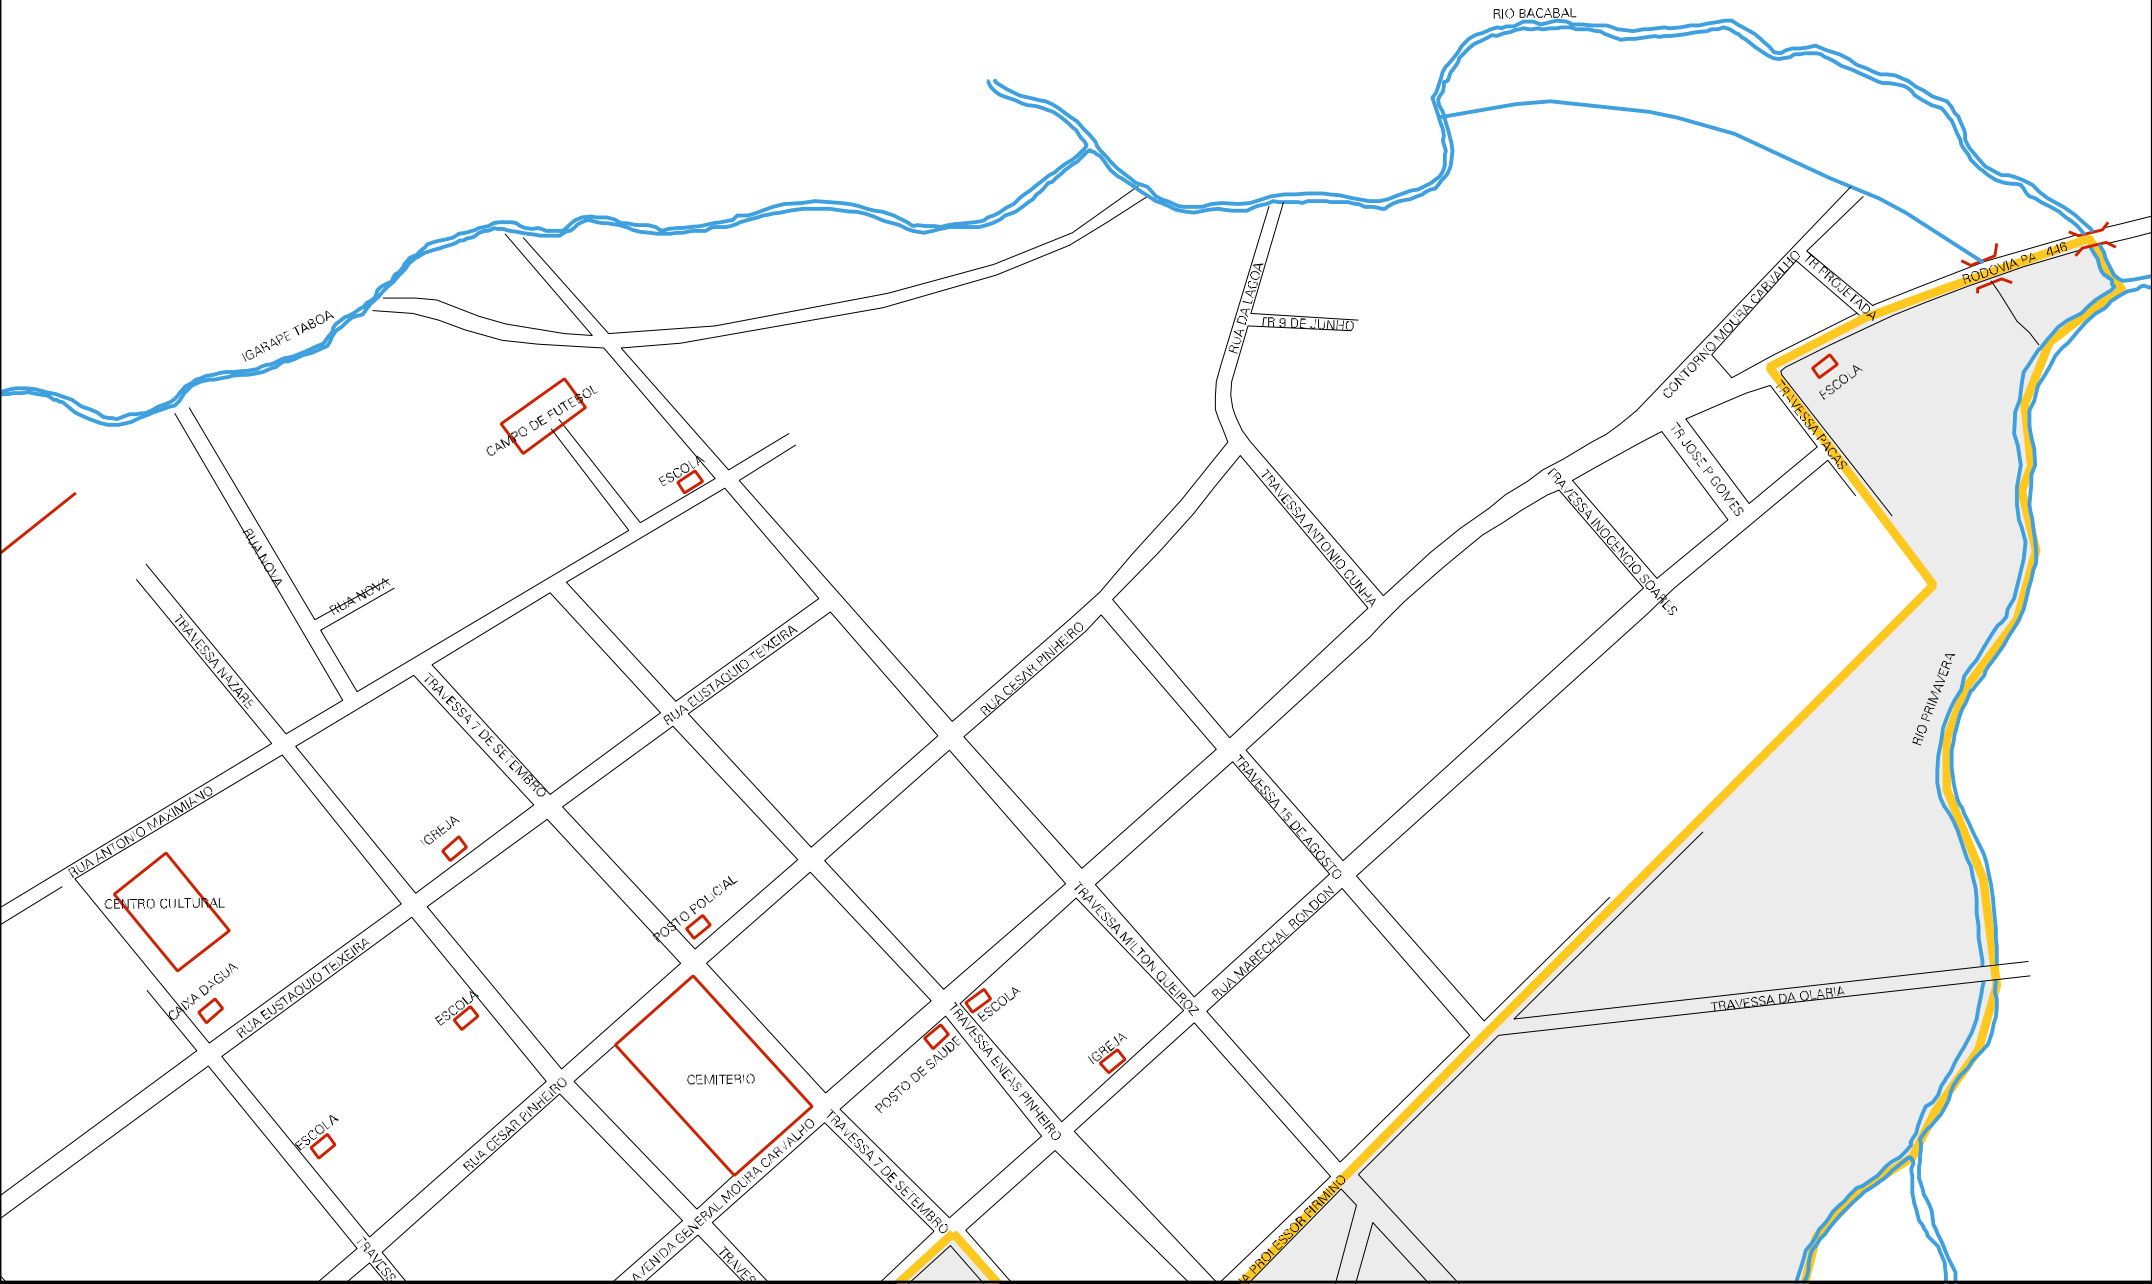 RIO BACABAL
RODOVIA PA 446
IGARAPE TABOA
RUA DA LAGOA
TR 9 DE JUNHO
CONTORNO MOURA CARVALHO
TR PROJETADA
ESCOLA
TRAVESSA PACAS
CAMPO DE FUTEBOL
ESCOLA
TR JOSE P GOMES
TRAVESSA INOCENCIO SOARES
TRAVESSA ANTONIO CUNHA
RUA NOVA
RUA NOVA
TRAVESSA NAZARE
RUA CESAR PINHEIRO
RUA EUSTAQUIO TEIXEIRA
TRAVESSA 7 DE SETEMBRO
RIO PRIMAVERA
RUA ANTONIO MAXIMIANO
IGREJA
TRAVESSA 15 DE AGOSTO
CENTRO CULTURAL
POSTO POLICIAL
TRAVESSA MILTON QUEIROZ
RUA MARECHAL RONDON
CAIXA DAGUA
RUA EUSTAQUIO TEIXEIRA
ESCOLA
ESCOLA
TRAVESSA DA OLARIA
TRAVESSA ENEAS PINHEIRO
POSTO DE SAUDE
IGREJA
CEMITERIO
ESCOLA
RUA CESAR PINHEIRO
AVENIDA GENERAL MOURA CARVALHO
TRAVESSA 7 DE SETEMBRO
UA PROFESSOR FIRMINO
TRAVESS
TRAVES